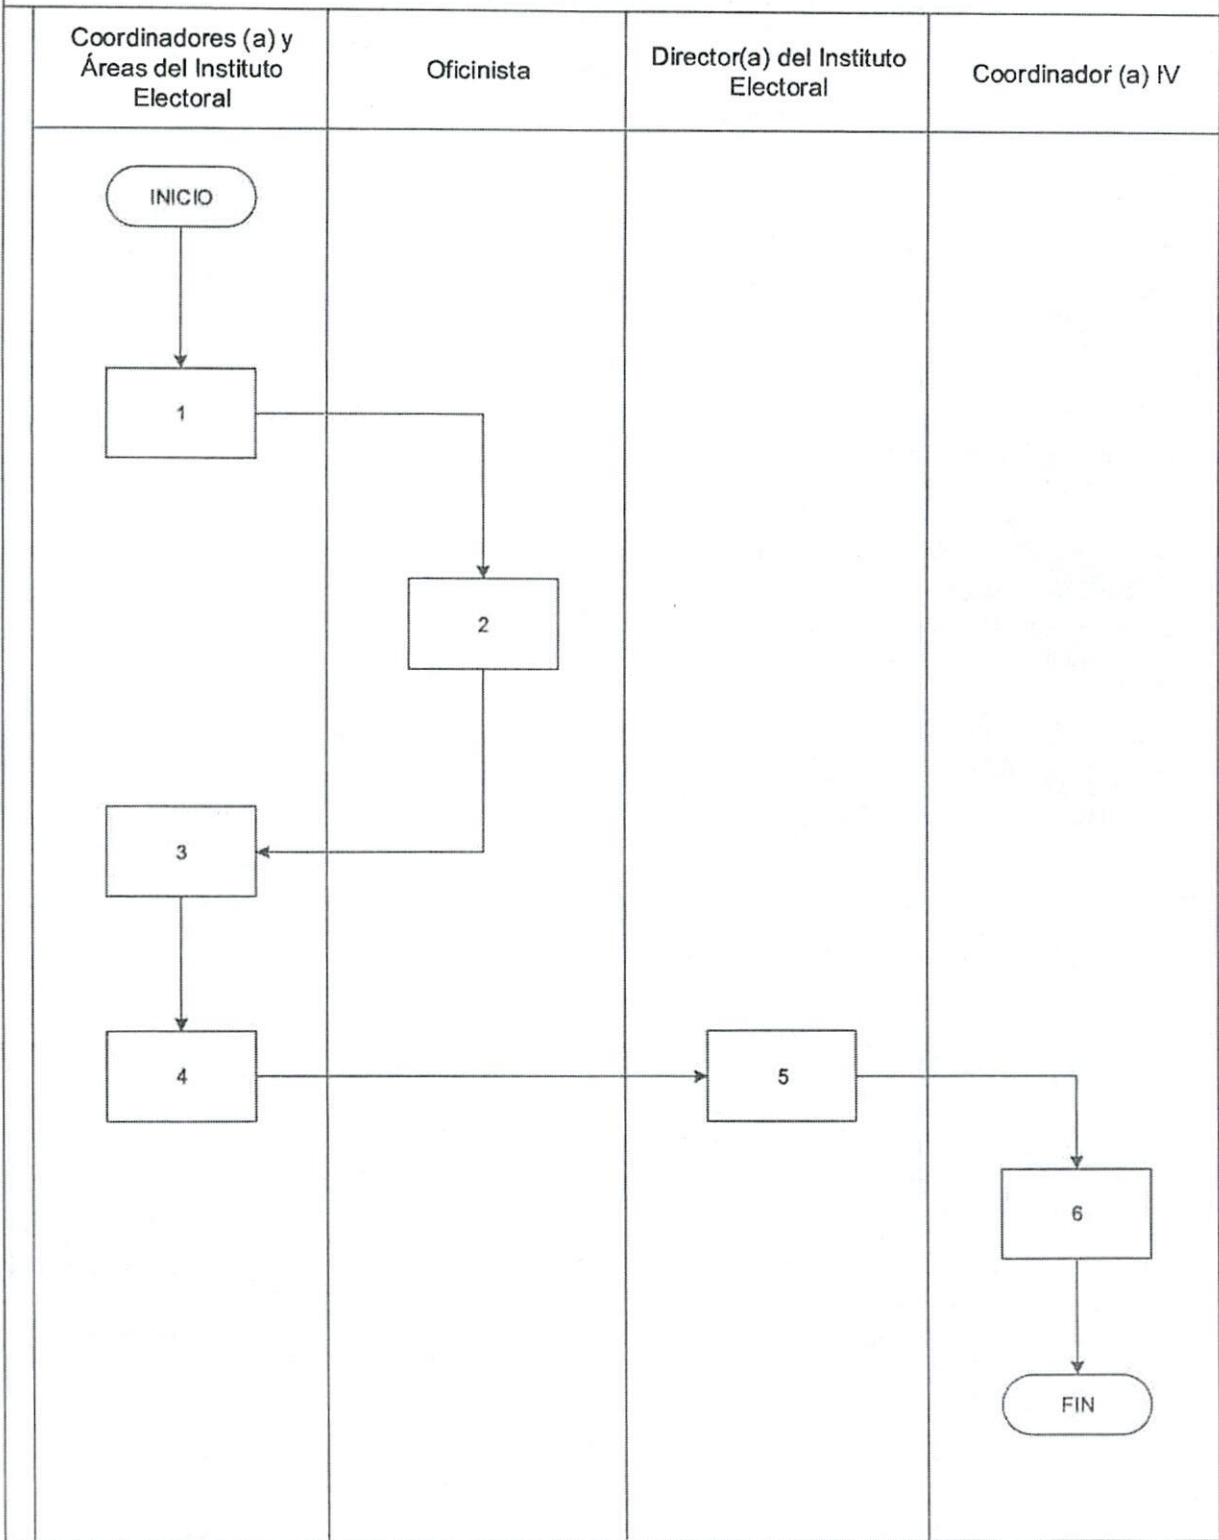 Coordinadores (a) y
Áreas del Instituto
Electoral
Oficinista
Director(a) del Instituto
Electoral
Coordinador (a) IV
INICIO
1
2
3
4
5
6
FIN